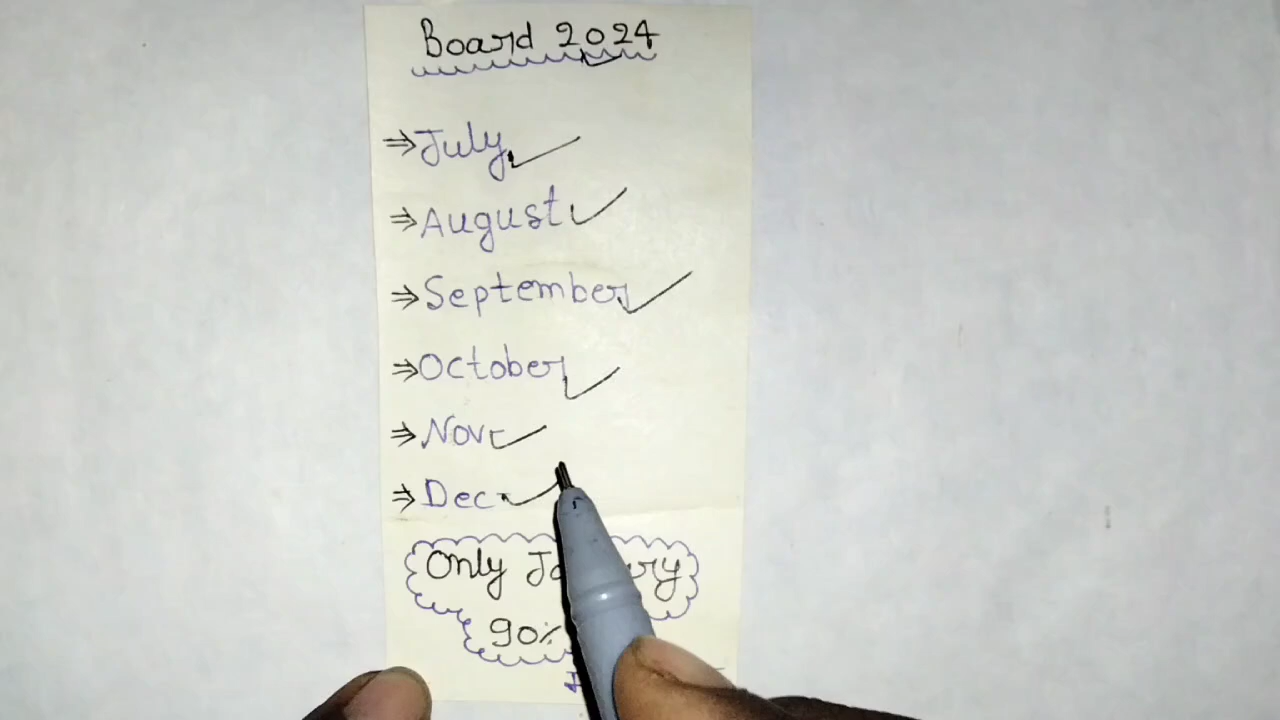 Board 2024
⇒July ✓
⇒August ✓
⇒September ✓
⇒October ✓
⇒Nov ✓
⇒Dec ✓
Only
90%